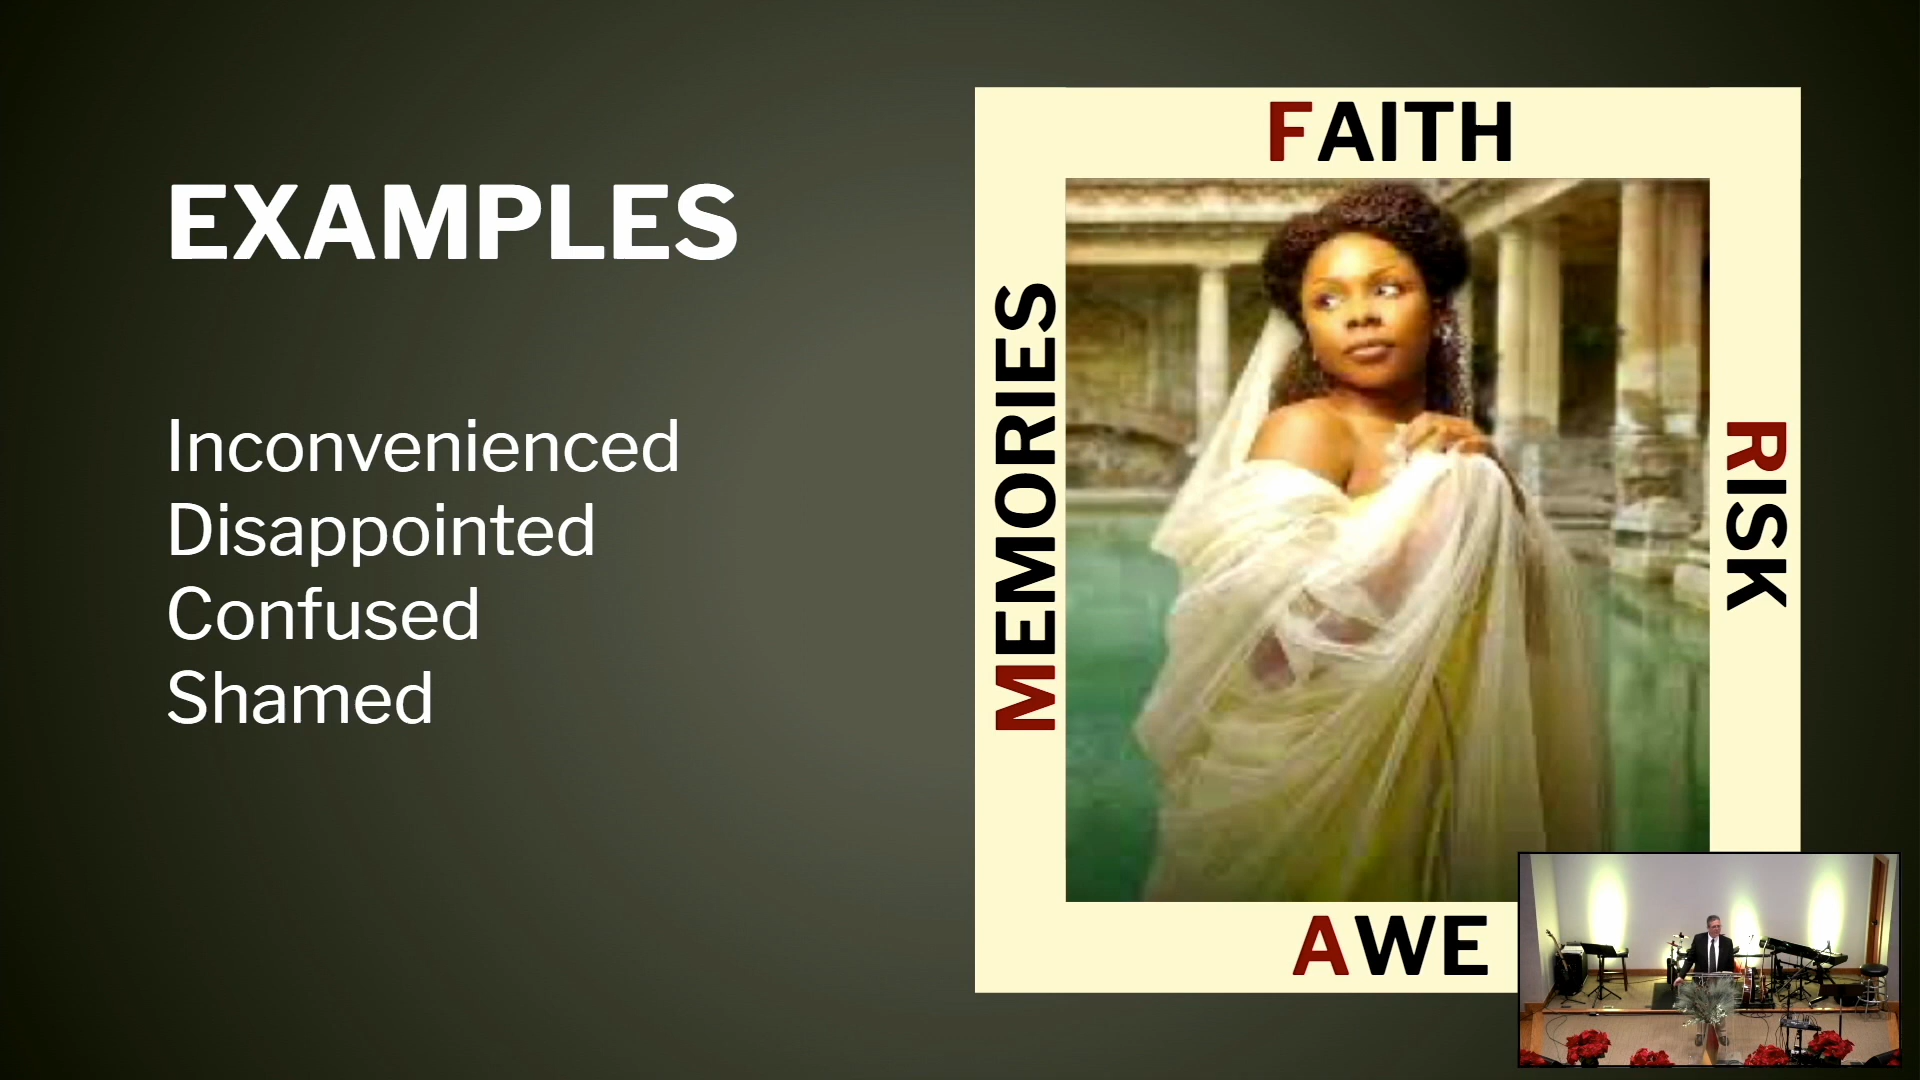 EXAMPLES
Inconvenienced
Disappointed
Confused
Shamed
FAITH
MEMORIES
RISK
AWE